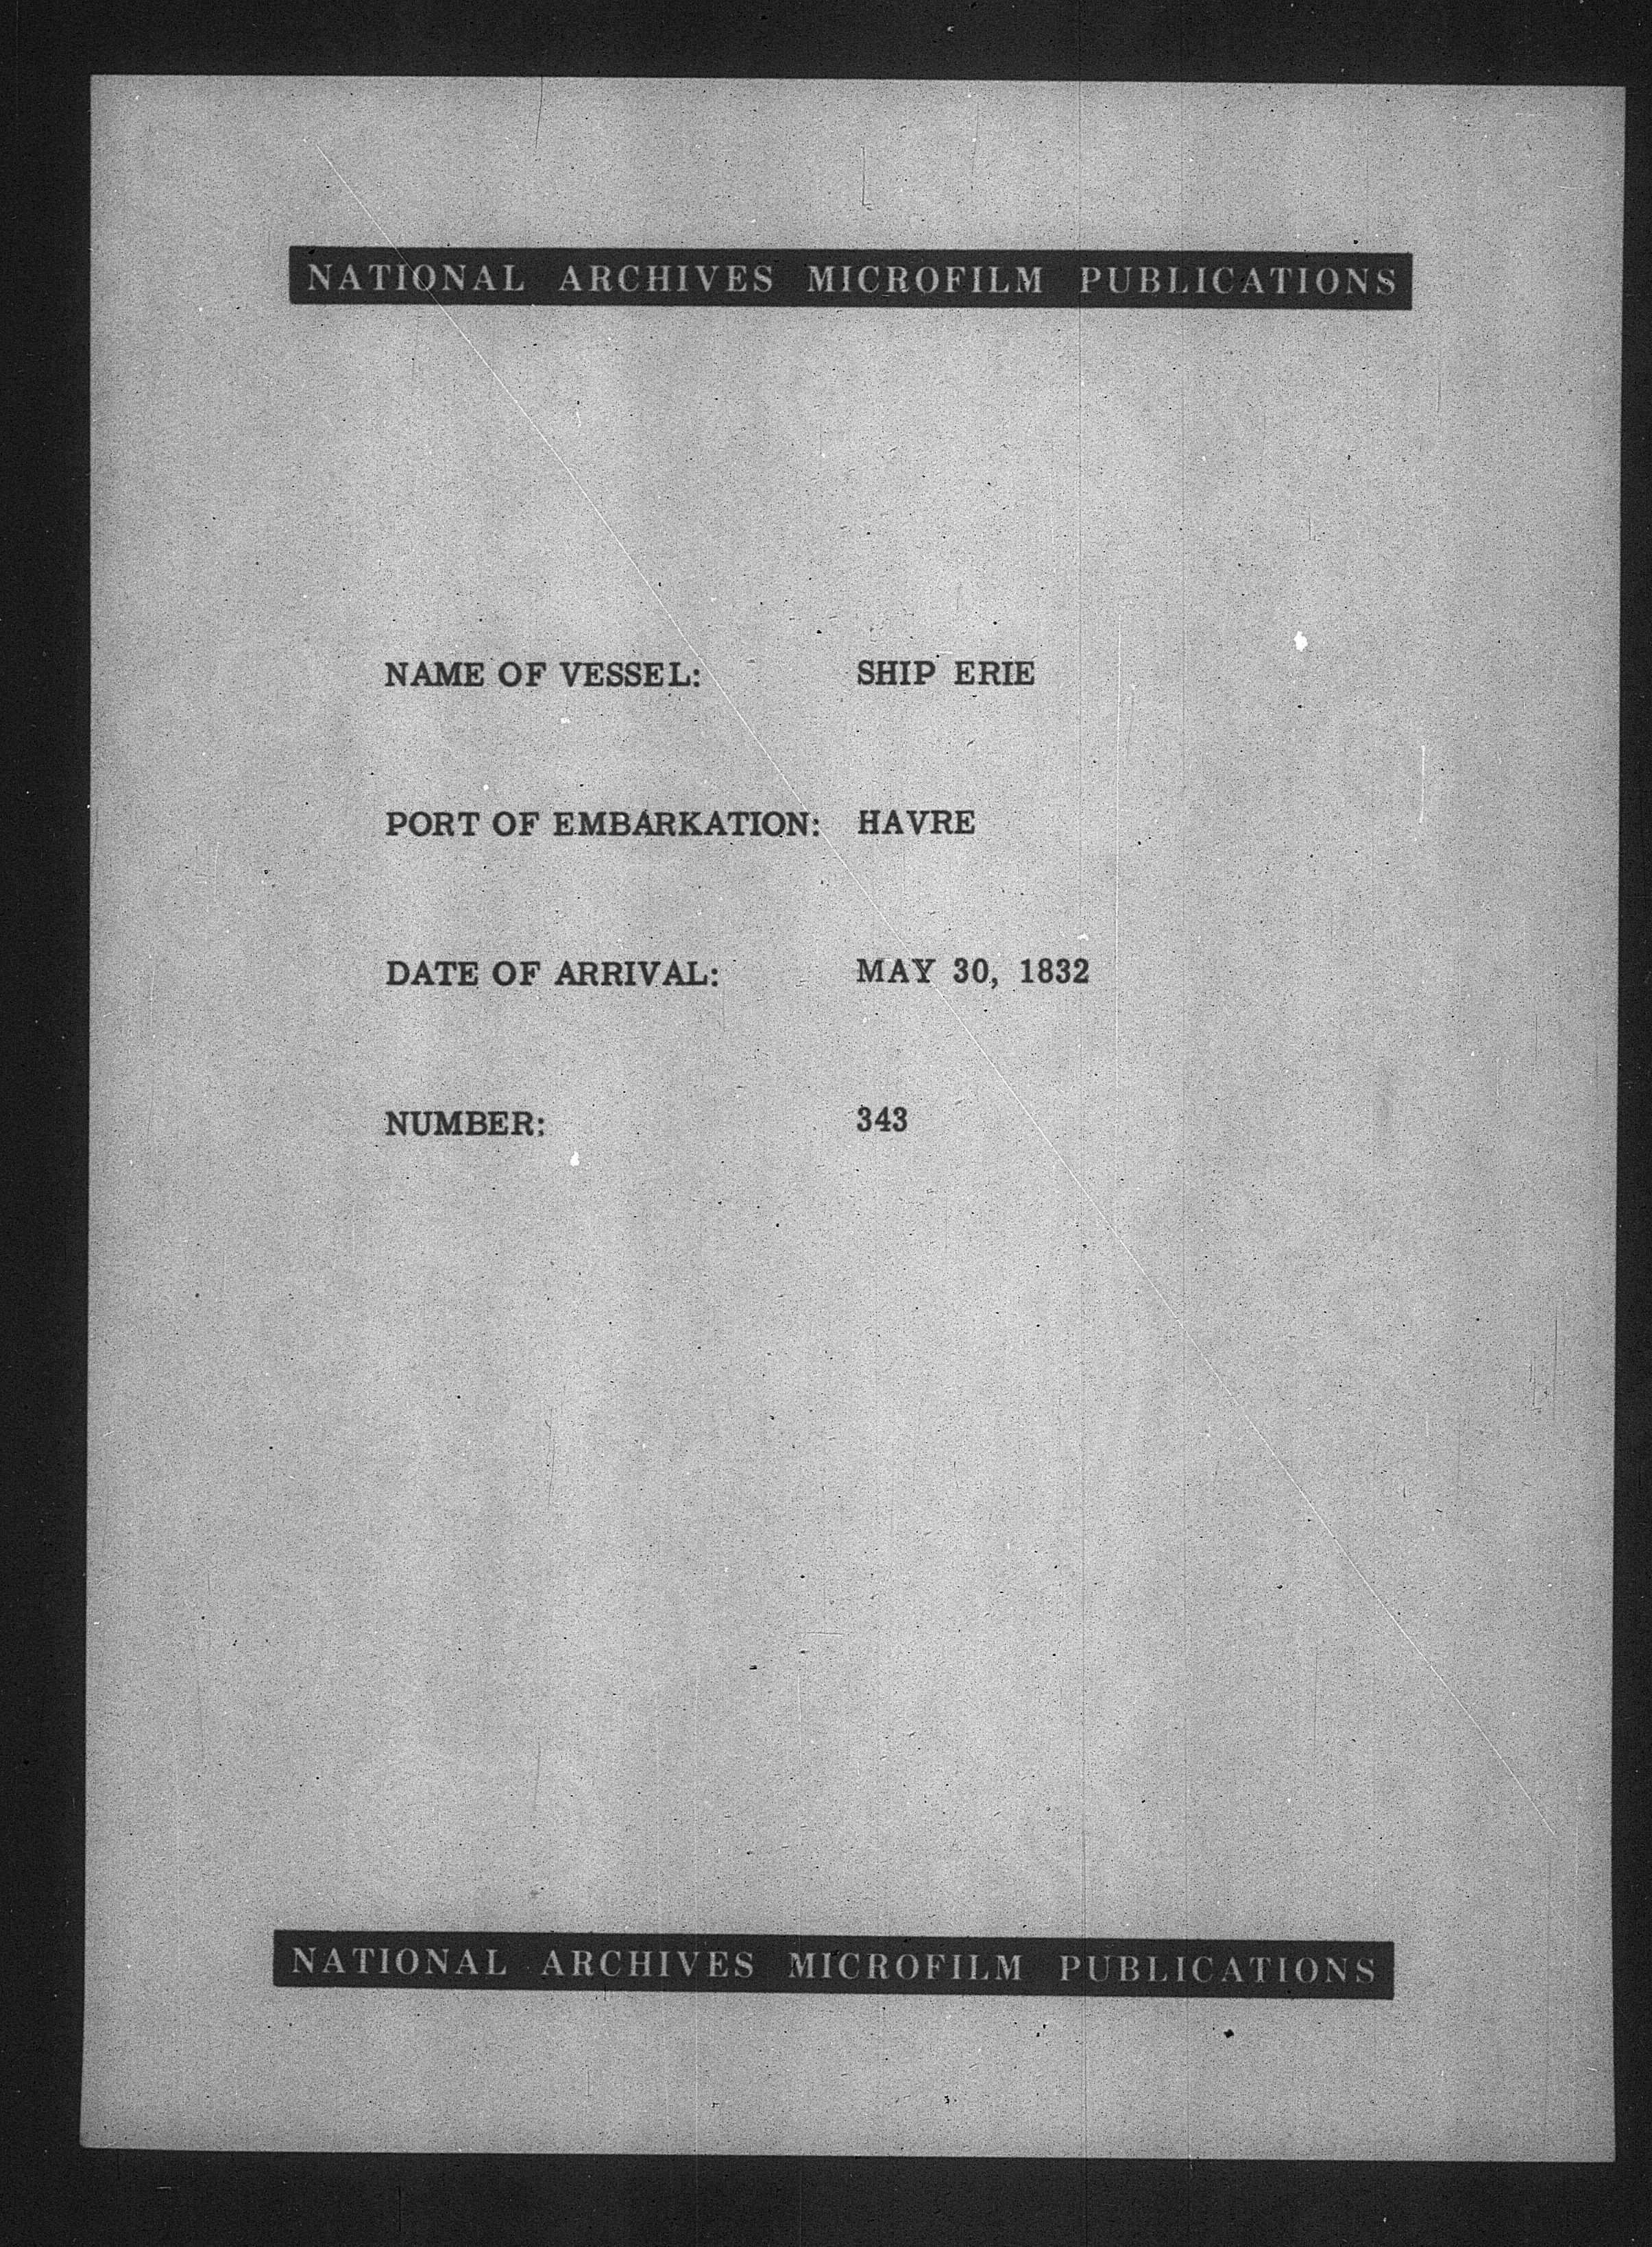 NATIONAL ARCHIVES MICROFILM PUBLICATIONS
NAME OF VESSEL: SHIP ERIE
PORT OF EMBARKATION: HAVRE
DATE OF ARRIVAL: MAY 30, 1832
NUMBER: 343
NATIONAL ARCHIVES MICROFILM PUBLICATIONS